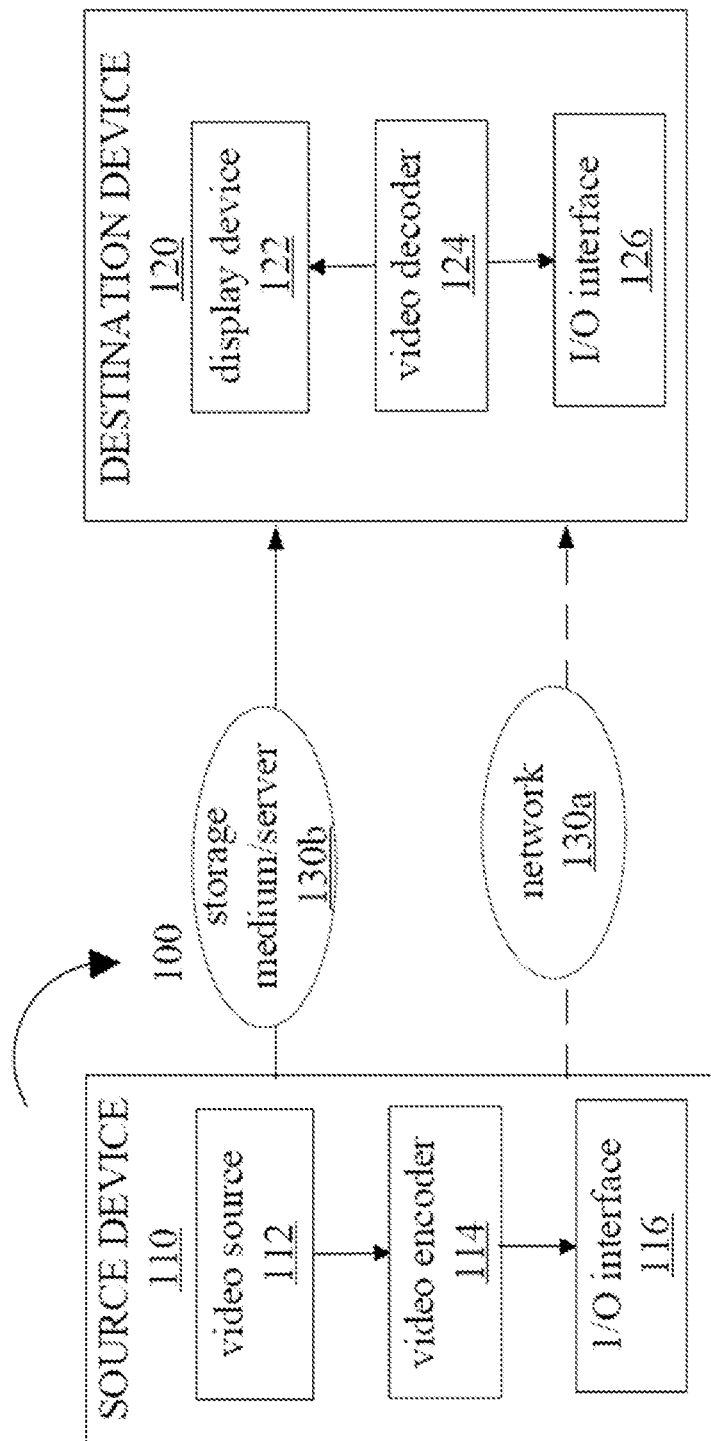 SOURCE DEVICE
110
video source
112
video encoder
114
I/O interface
116
100
storage
medium/server
130b
network
130a
DESTINATION DEVICE
120
display device
122
video decoder
124
I/O interface
126